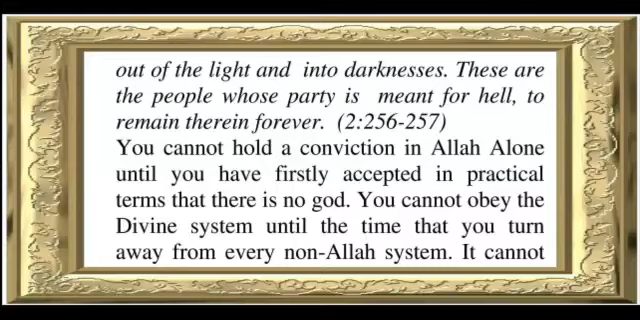 out of the light and into darknesses. These are
the people whose party is meant for hell, to
remain therein forever. (2:256-257)
You cannot hold a conviction in Allah Alone
until you have firstly accepted in practical
terms that there is no god. You cannot obey the
Divine system until the time that you turn
away from every non-Allah system. It cannot